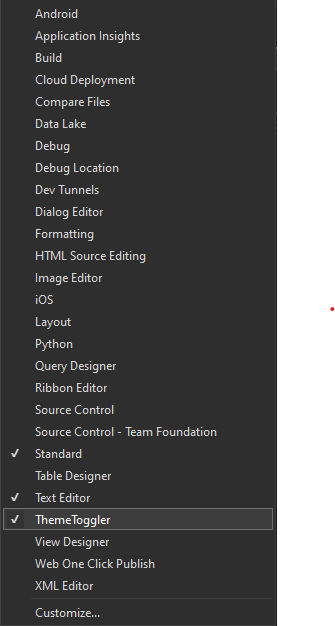 Android
Application Insights
Build
Cloud Deployment
Compare Files
Data Lake
Debug
Debug Location
Dev Tunnels
Dialog Editor
Formatting
HTML Source Editing
Image Editor
iOS
Layout
Python
Query Designer
Ribbon Editor
Source Control
Source Control - Team Foundation
Standard
Table Designer
Text Editor
ThemeToggler
View Designer
Web One Click Publish
XML Editor
Customize...